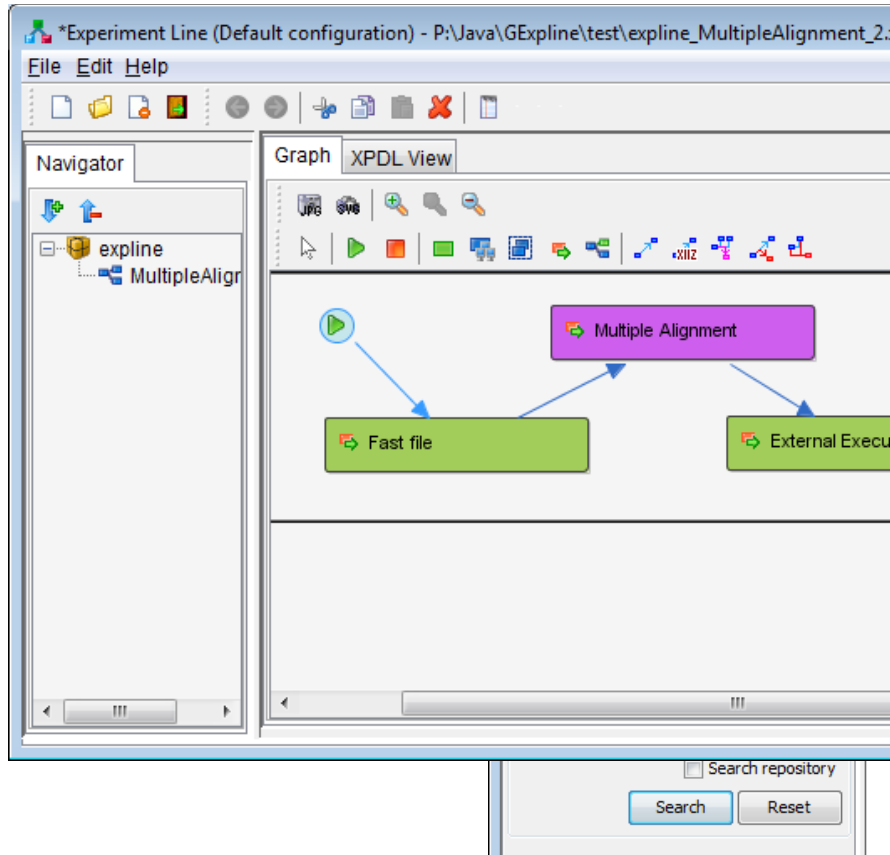 *Experiment Line (Default configuration) - P:\Java\GExpline\test\expline_MultipleAlignment_2.
File Edit Help
Navigator
Graph XPDL View
JPG SVG
expline
MultipleAlign
Multiple Alignment
Fast file
External Execu
Search repository
Search Reset